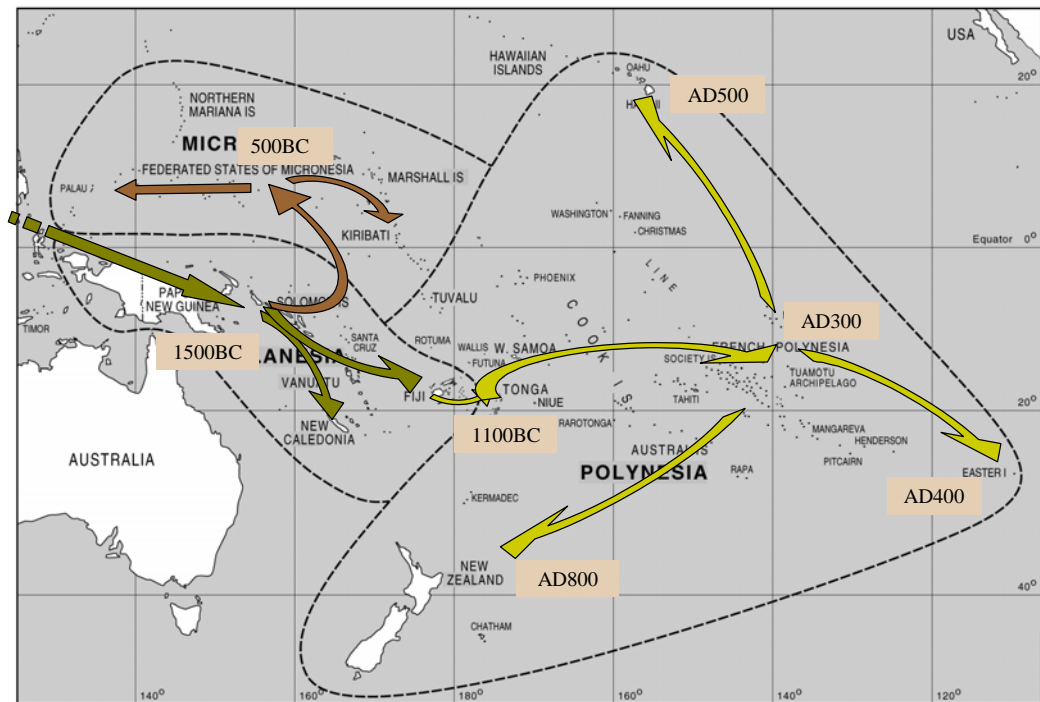 USA
HAWAIIAN
ISLANDS
OAHU
20°
HAWAII
AD500
NORTHERN
MARIANA IS
MICR
500BC
FEDERATED STATES OF MICRONESIA
PALAU
MARSHALL IS
WASHINGTON
FANNING
CHRISTMAS
KIRIBATI
Equator
0°
PHOENIX
LINE
PAP
NEW GUINEA
SOLOMON IS
TUVALU
COOK IS
AD300
TIMOR
1500BC
LANESIA
SANTA
CRUZ
ROTUMA
WALLIS
W. SAMOA
FUTUNA
FRENCH POLYNESIA
SOCIETY IS
TUAMOTU
ARCHIPELAGO
VANUATU
FIJI
TONGA
NIUE
TAHITI
20°
NEW
CALEDONIA
1100BC
RAROTONGA
MANGAREVA
HENDERSON
AUSTRALIS
PITCAIRN
AUSTRALIA
POLYNESIA
RAPA
EASTER I
AD400
KERMADEC
NEW
ZEALAND
AD800
40°
CHATHAM
140°
160°
180°
160°
140°
120°